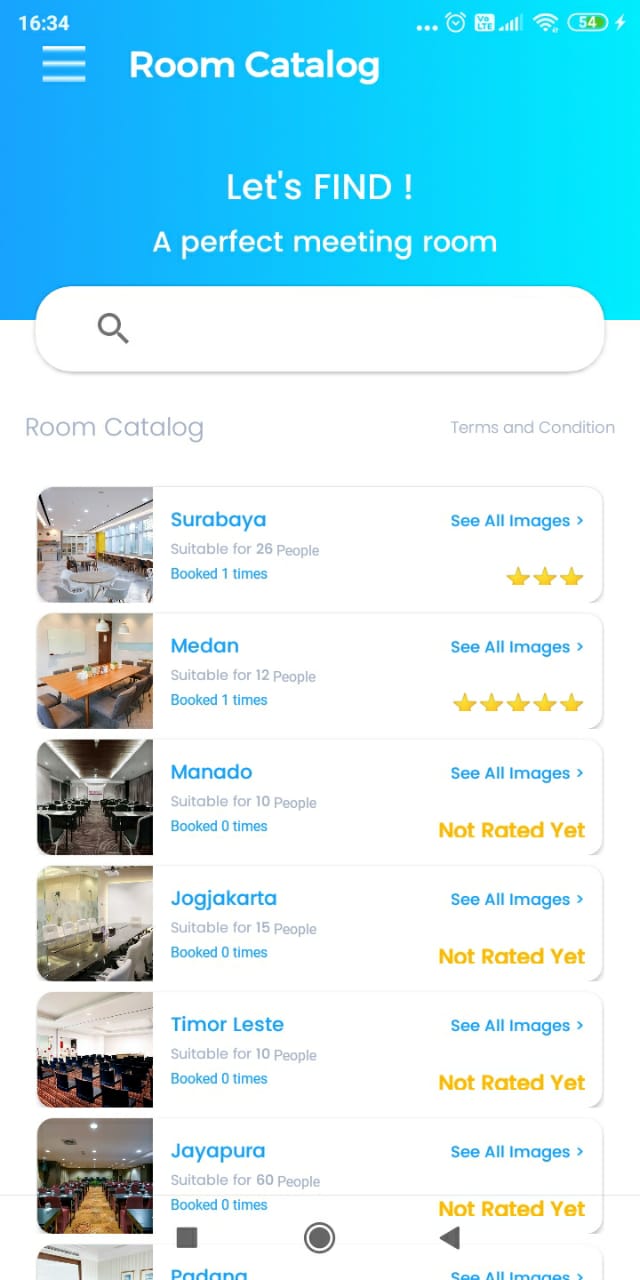 16:34
Vo LTE
54
Room Catalog
Let's FIND !
A perfect meeting room
Room Catalog
Terms and Condition
Surabaya
See All Images >
Suitable for 26 People
Booked 1 times
Medan
See All Images >
Suitable for 12 People
Booked 1 times
Manado
See All Images >
Suitable for 10 People
Booked 0 times
Not Rated Yet
Jogjakarta
See All Images >
Suitable for 15 People
Booked 0 times
Not Rated Yet
Timor Leste
See All Images >
Suitable for 10 People
Booked 0 times
Not Rated Yet
Jayapura
See All Images >
Suitable for 60 People
Booked 0 times
Not Rated Yet
Padang
See All Images >